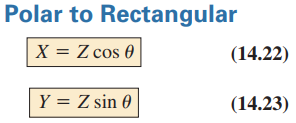 Polar to Rectangular
X = Z cos θ (14.22)
Y = Z sin θ (14.23)